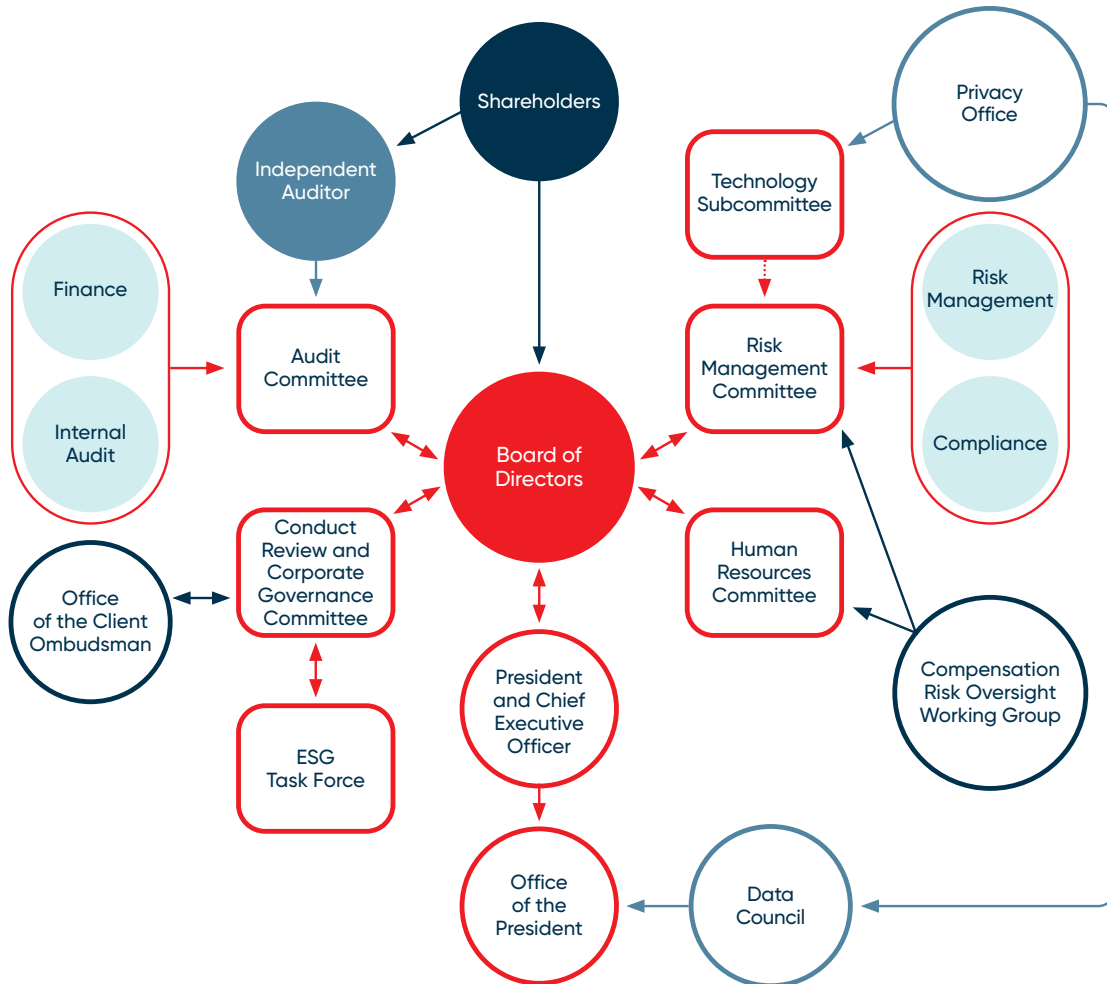 Shareholders
Privacy
Office
Independent
Auditor
Technology
Subcommittee
Finance
Risk
Management
Audit
Committee
Risk
Management
Committee
Internal
Audit
Compliance
Board of
Directors
Conduct
Review and
Corporate
Governance
Committee
Human
Resources
Committee
Office
of the Client
Ombudsman
President
and Chief
Executive
Officer
Compensation
Risk Oversight
Working Group
ESG
Task Force
Office
of the
President
Data
Council